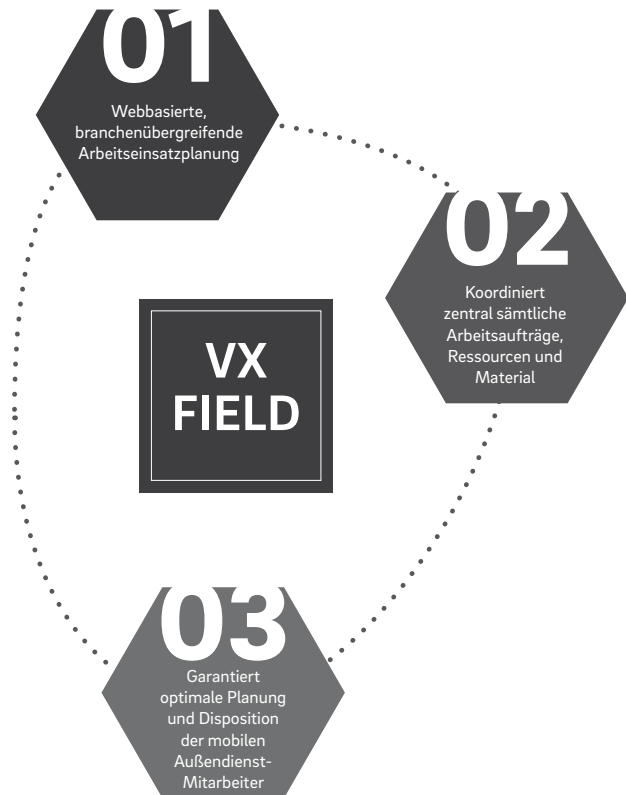 01
Webbasierte,
branchenübergreifende
Arbeitseinsatzplanung
02
Koordiniert
zentral sämtliche
Arbeitsaufträge,
Ressourcen und
Material
VX
FIELD
03
Garantiert
optimale Planung
und Disposition
der mobilen
Außendienst-
Mitarbeiter